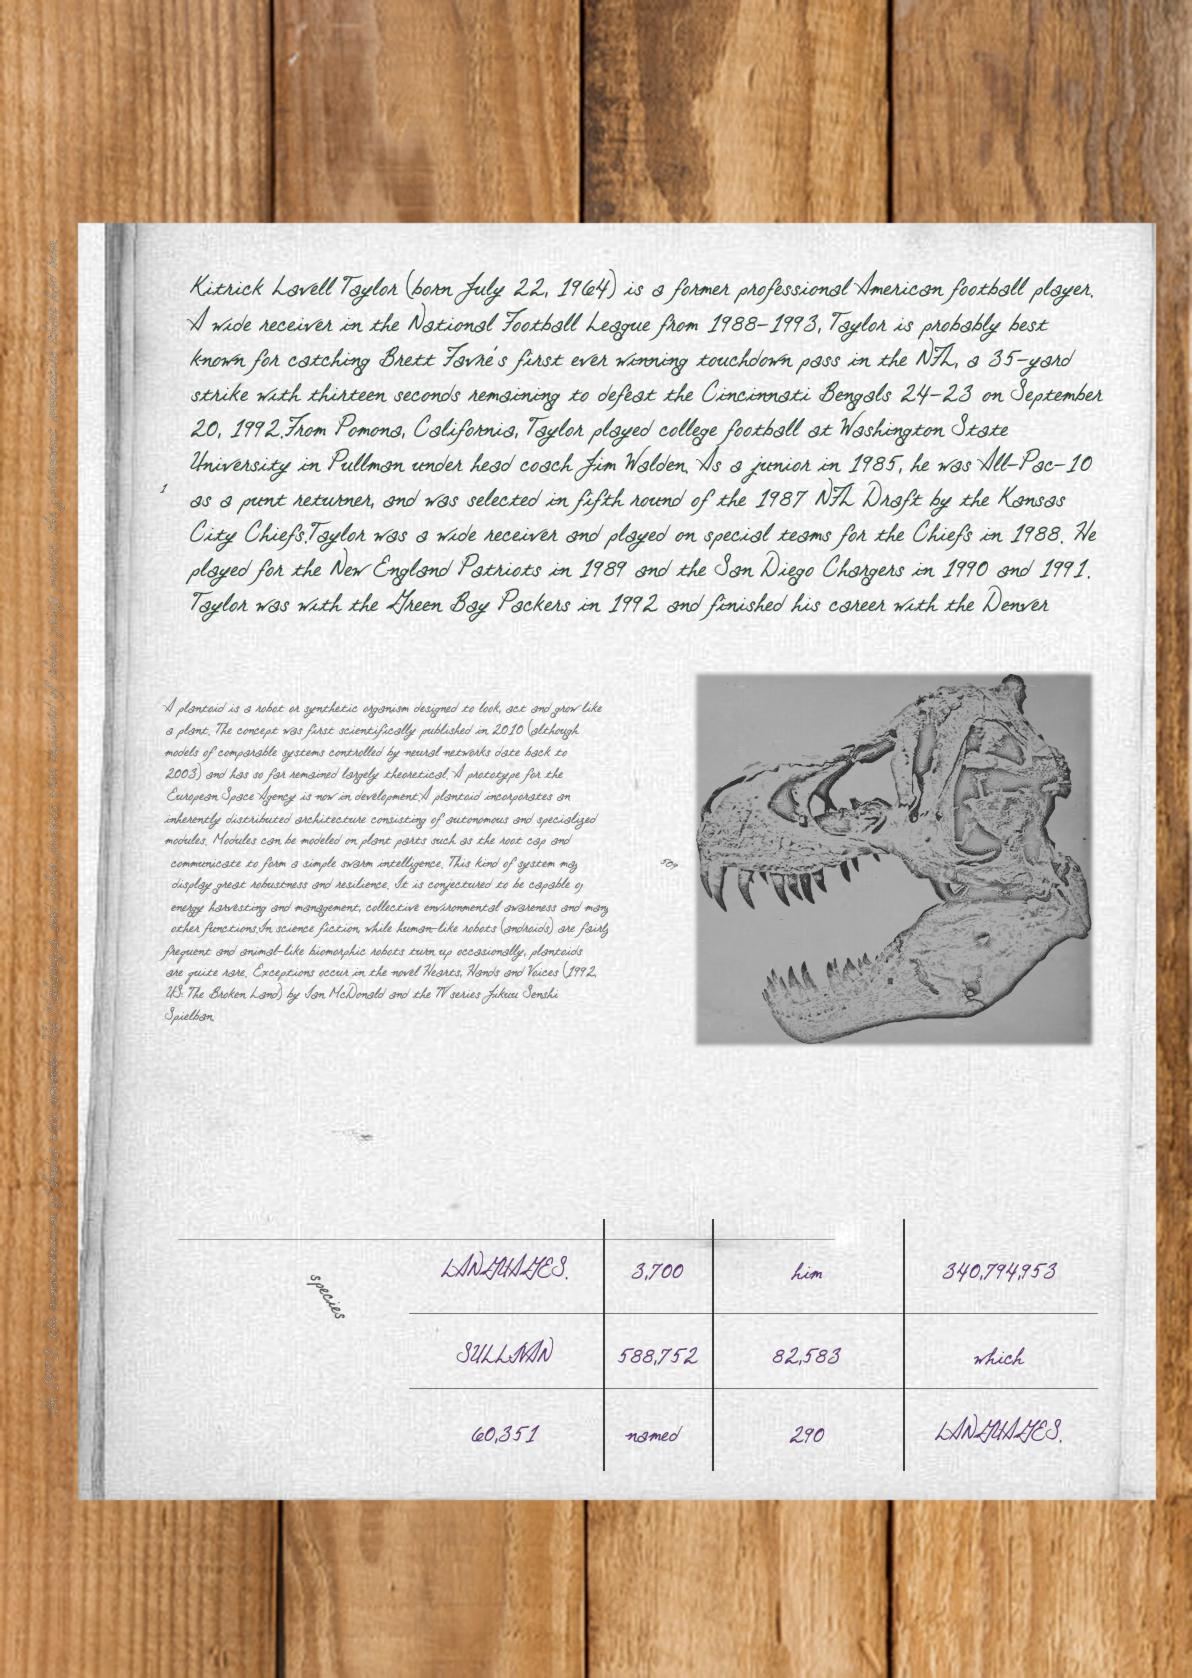 Kitrick Lavell Taylor (born July 22, 1964) is a former professional American football player.
A wide receiver in the National Football League from 1988–1993, Taylor is probably best
known for catching Brett Favre's first ever winning touchdown pass in the NFL, a 35-yard
strike with thirteen seconds remaining to defeat the Cincinnati Bengals 24–23 on September
20, 1992.From Pomona, California, Taylor played college football at Washington State
University in Pullman under head coach Jim Walden. As a junior in 1985, he was All-Pac-10
1
as a punt returner, and was selected in fifth round of the 1987 NFL Draft by the Kansas
City Chiefs.Taylor was a wide receiver and played on special teams for the Chiefs in 1988. He
played for the New England Patriots in 1989 and the San Diego Chargers in 1990 and 1991.
Taylor was with the Green Bay Packers in 1992 and finished his career with the Denver
A plantoid is a robot or synthetic organism designed to look, act and grow like
a plant. The concept was first scientifically published in 2010 (although
models of comparable systems controlled by neural networks date back to
2003) and has so far remained largely theoretical. A prototype for the
European Space Agency is now in development.A plantoid incorporates an
inherently distributed architecture consisting of autonomous and specialized
modules. Modules can be modeled on plant parts such as the root cap and
communicate to form a simple swarm intelligence. This kind of system may
display great robustness and resilience. It is conjectured to be capable of
energy harvesting and management, collective environmental awareness and many
other functions.In science fiction, while human-like robots (androids) are fairly
frequent and animal-like biomorphic robots turn up occasionally, plantoids
are quite rare. Exceptions occur in the novel Hearts, Hands and Voices (1992,
US: The Broken Land) by Ian McDonald and the TV series Jikuu Senshi
Spielban.
LANGUAGES. 3,700 him 340,794,953
species
SULLIVAN 588,752 82,583 which
60,351 named 290 LANGUAGES.